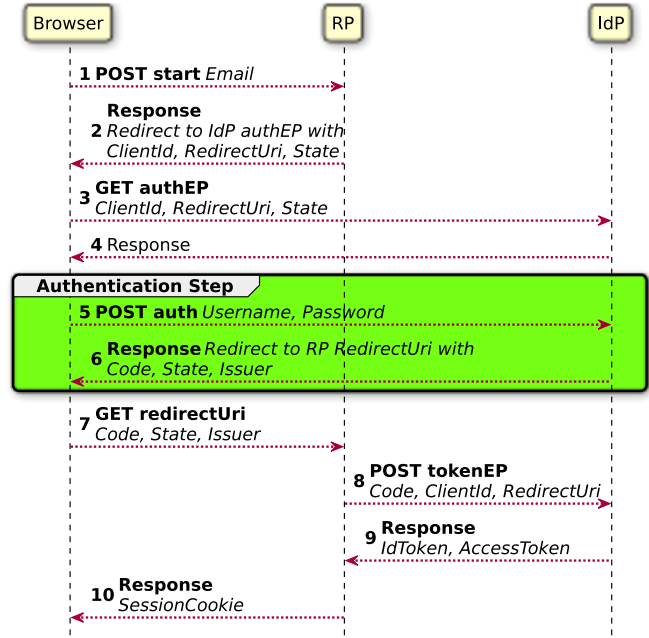 Browser RP IdP
1 POST start Email
Response
2 Redirect to IdP authEP with
ClientId, RedirectUri, State
GET authEP
3 ClientId, RedirectUri, State
4 Response
Authentication Step
5 POST auth Username, Password
Response Redirect to RP RedirectUri with
6 Code, State, Issuer
GET redirectUri
7 Code, State, Issuer
POST tokenEP
8 Code, ClientId, RedirectUri
Response
9 IdToken, AccessToken
Response
10 SessionCookie